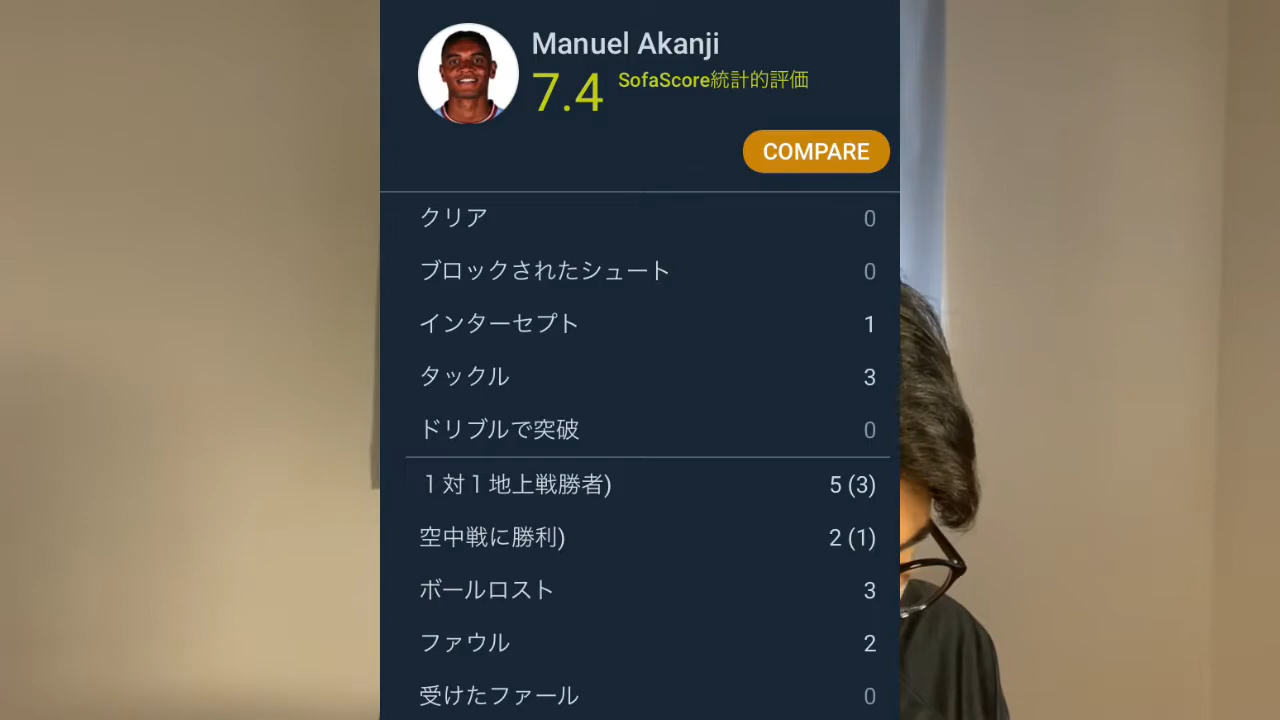 Manuel Akanji
7.4 SofaScore統計的評価
COMPARE
クリア 0
ブロックされたシュート 0
インターセプト 1
タックル 3
ドリブルで突破 0
１対１地上戦勝者) 5 (3)
空中戦に勝利) 2 (1)
ボールロスト 3
ファウル 2
受けたファール 0